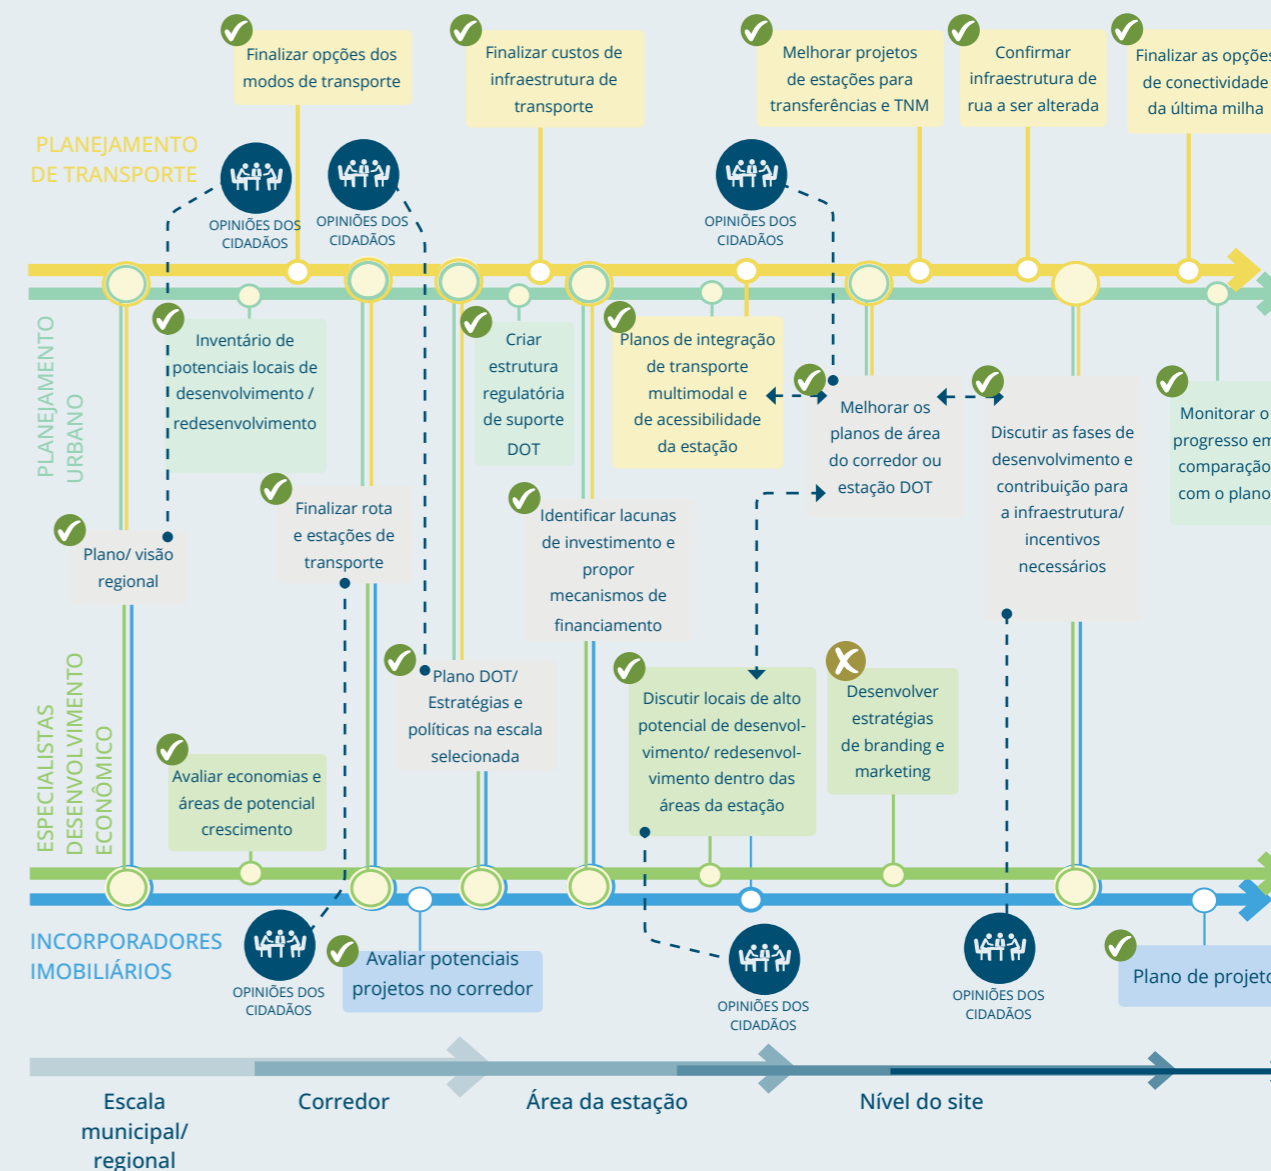 Finalizar opções dos
modos de transporte
Finalizar custos de
infraestrutura de
transporte
Melhorar projetos
de estações para
transferências e TNM
Confirmar
infraestrutura de
rua a ser alterada
Finalizar as opções
de conectividade
da última milha
PLANEJAMENTO
DE TRANSPORTE
OPINIÕES DOS
CIDADÃOS
OPINIÕES DOS
CIDADÃOS
OPINIÕES DOS
CIDADÃOS
PLANEJAMENTO
URBANO
Inventário de
potenciais locais de
desenvolvimento /
redesenvolvimento
Criar
estrutura
regulatória
de suporte
DOT
Planos de integração
de transporte
multimodal e
de acessibilidade
da estação
Melhorar os
planos de área
do corredor ou
estação DOT
Discutir as fases de
desenvolvimento e
contribuição para
a infraestrutura/
incentivos
necessários
Monitorar o
progresso em
comparação
com o plano
Plano/ visão
regional
Finalizar rota
e estações de
transporte
Identificar lacunas
de investimento e
propor
mecanismos de
financiamento
Plano DOT/
Estratégias e
políticas na escala
selecionada
ESPECIALISTAS
DESENVOLVIMENTO
ECONÔMICO
Avaliar economias e
áreas de potencial
crescimento
Discutir locais de alto
potencial de desenvol-
vimento/ redesenvol-
vimento dentro das
áreas da estação
Desenvolver
estratégias
de branding e
marketing
INCORPORADORES
IMOBILIÁRIOS
OPINIÕES DOS
CIDADÃOS
Avaliar potenciais
projetos no corredor
OPINIÕES DOS
CIDADÃOS
OPINIÕES DOS
CIDADÃOS
Plano de projeto
Escala
municipal/
regional
Corredor
Área da estação
Nível do site